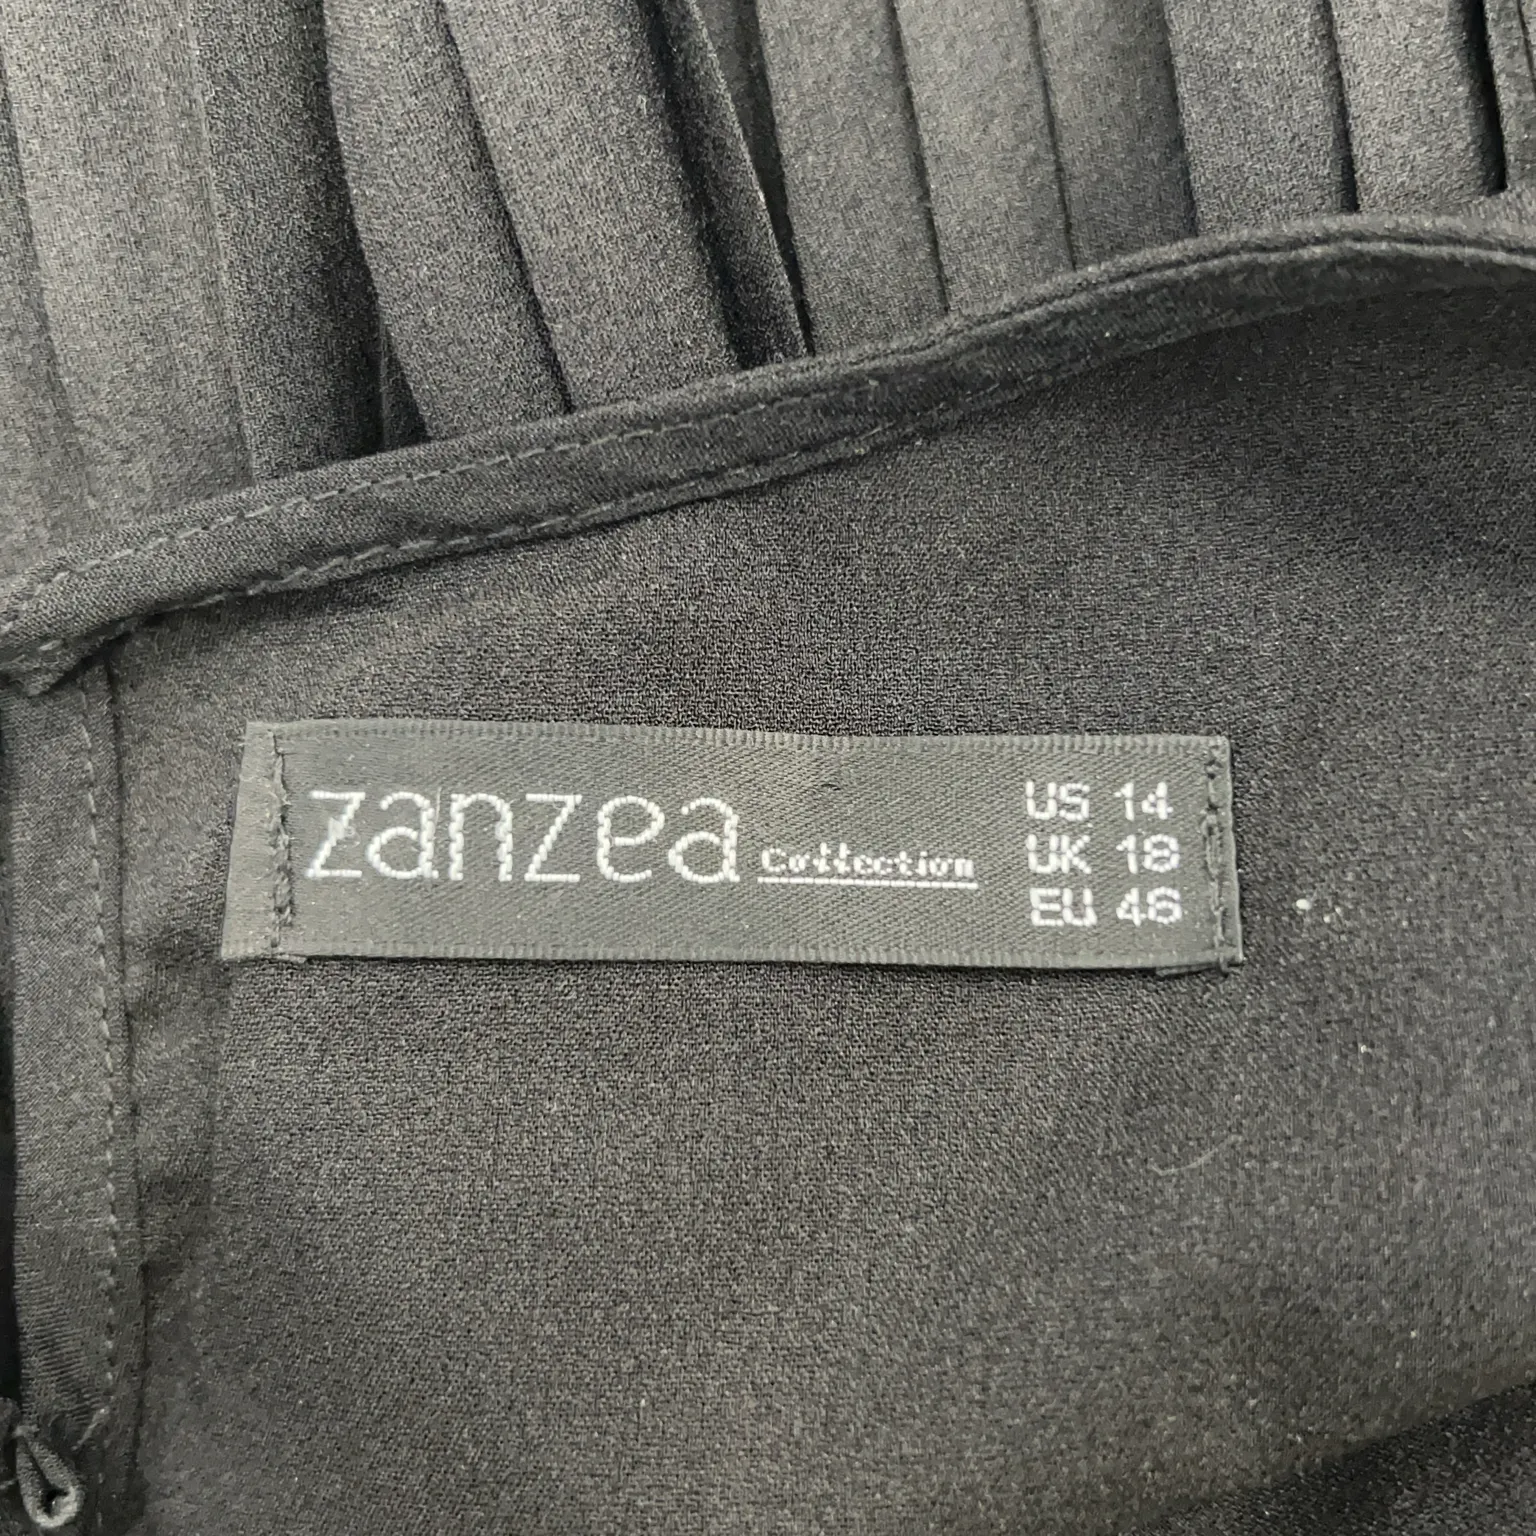 zanzea Collection
US 14
UK 18
EU 46